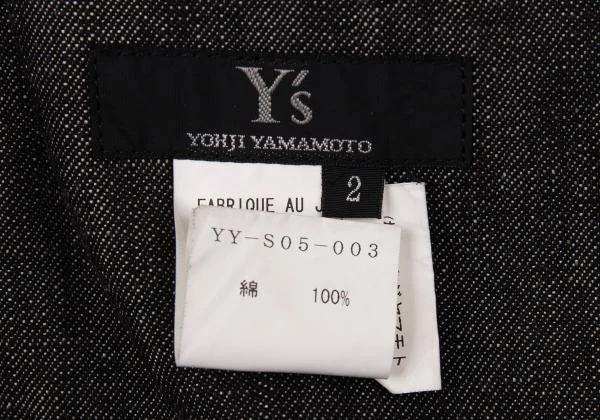 Y's
YOHJI YAMAMOTO
2
FABRIQUE AU J
YY-S05-003
綿 100%